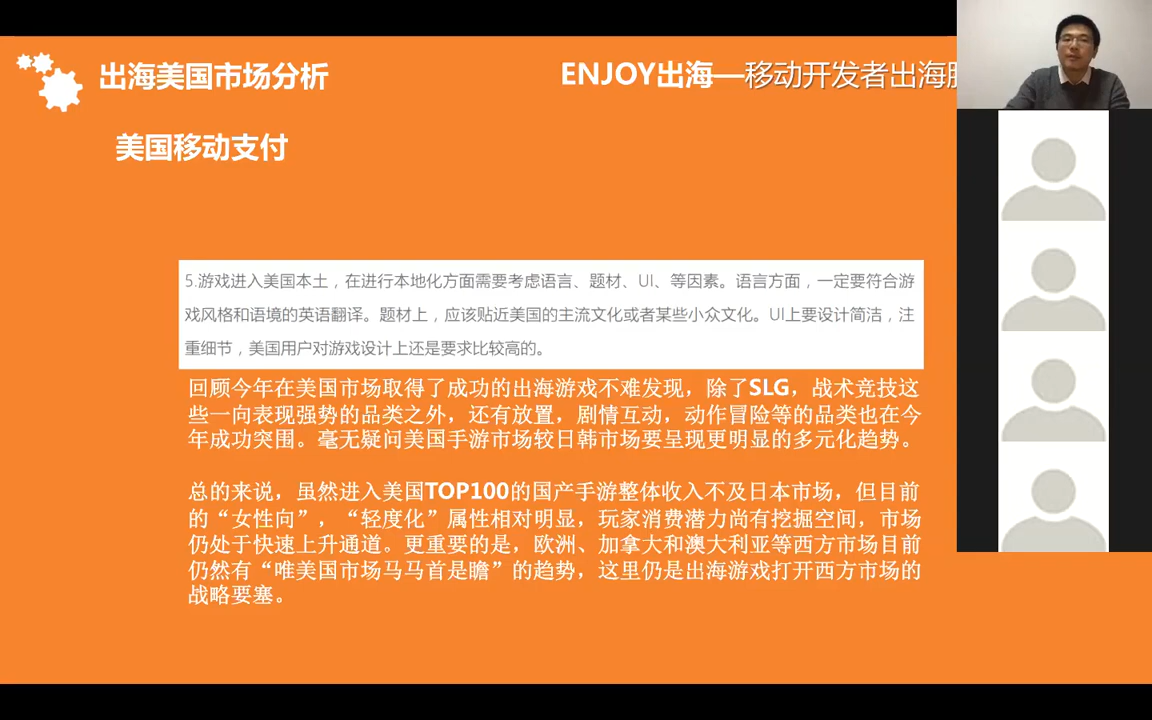 出海美国市场分析
ENJOY出海—移动开发者出海
美国移动支付
5.游戏进入美国本土，在进行本地化方面需要考虑语言、题材、UI、等因素。语言方面，一定要符合游
戏风格和语境的英语翻译。题材上，应该贴近美国的主流文化或者某些小众文化。UI上要设计简洁，注
重细节，美国用户对游戏设计上还是要求比较高的。
回顾今年在美国市场取得了成功的出海游戏不难发现，除了SLG，战术竞技这
些一向表现强势的品类之外，还有放置，剧情互动，动作冒险等的品类也在今
年成功突围。毫无疑问美国手游市场较日韩市场要呈现更明显的多元化趋势。
总的来说，虽然进入美国TOP100的国产手游整体收入不及日本市场，但目前
的“女性向”，“轻度化”属性相对明显，玩家消费潜力尚有挖掘空间，市场
仍处于快速上升通道。更重要的是，欧洲、加拿大和澳大利亚等西方市场目前
仍然有“唯美国市场马马首是瞻”的趋势，这里仍是出海游戏打开西方市场的
战略要塞。